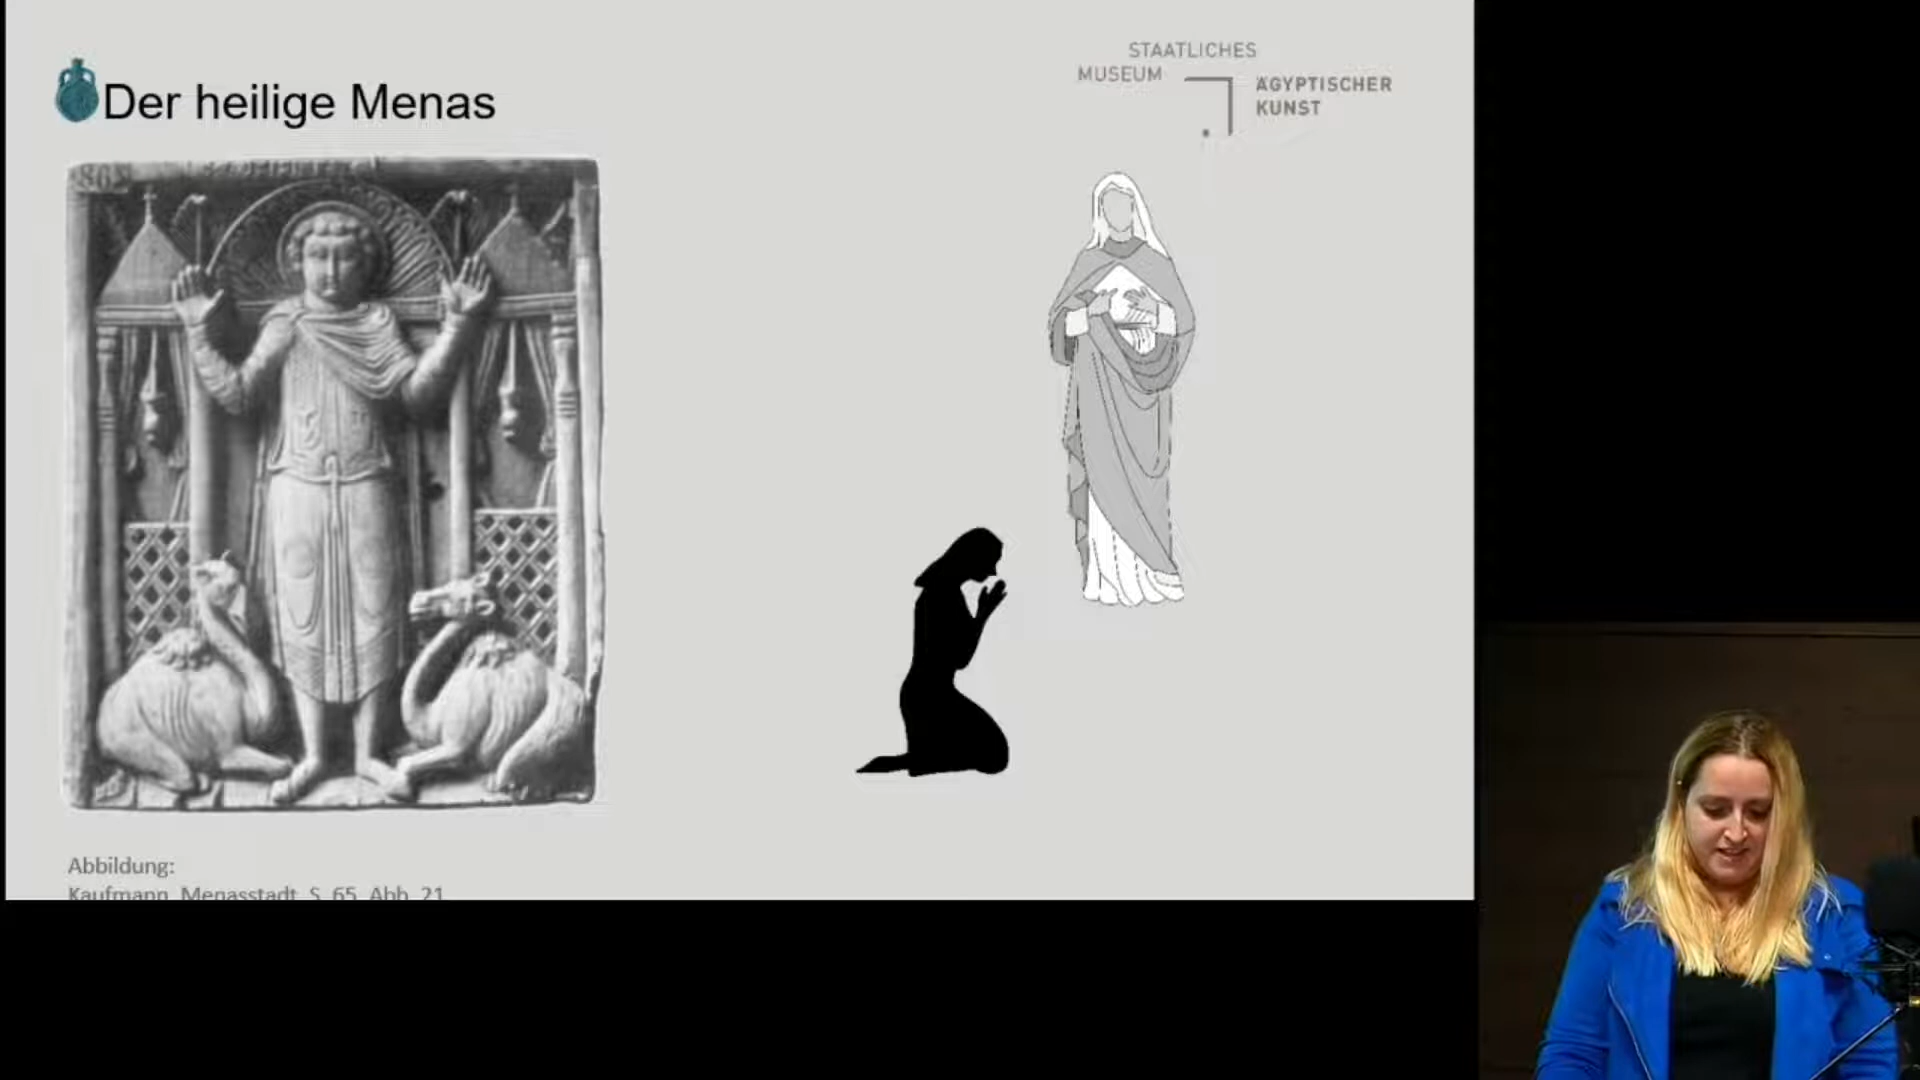 Der heilige Menas
STAATLICHES
MUSEUM
ÄGYPTISCHER
KUNST
Abbildung:
Kaufmann, Menasstadt, S. 65, Abb. 21